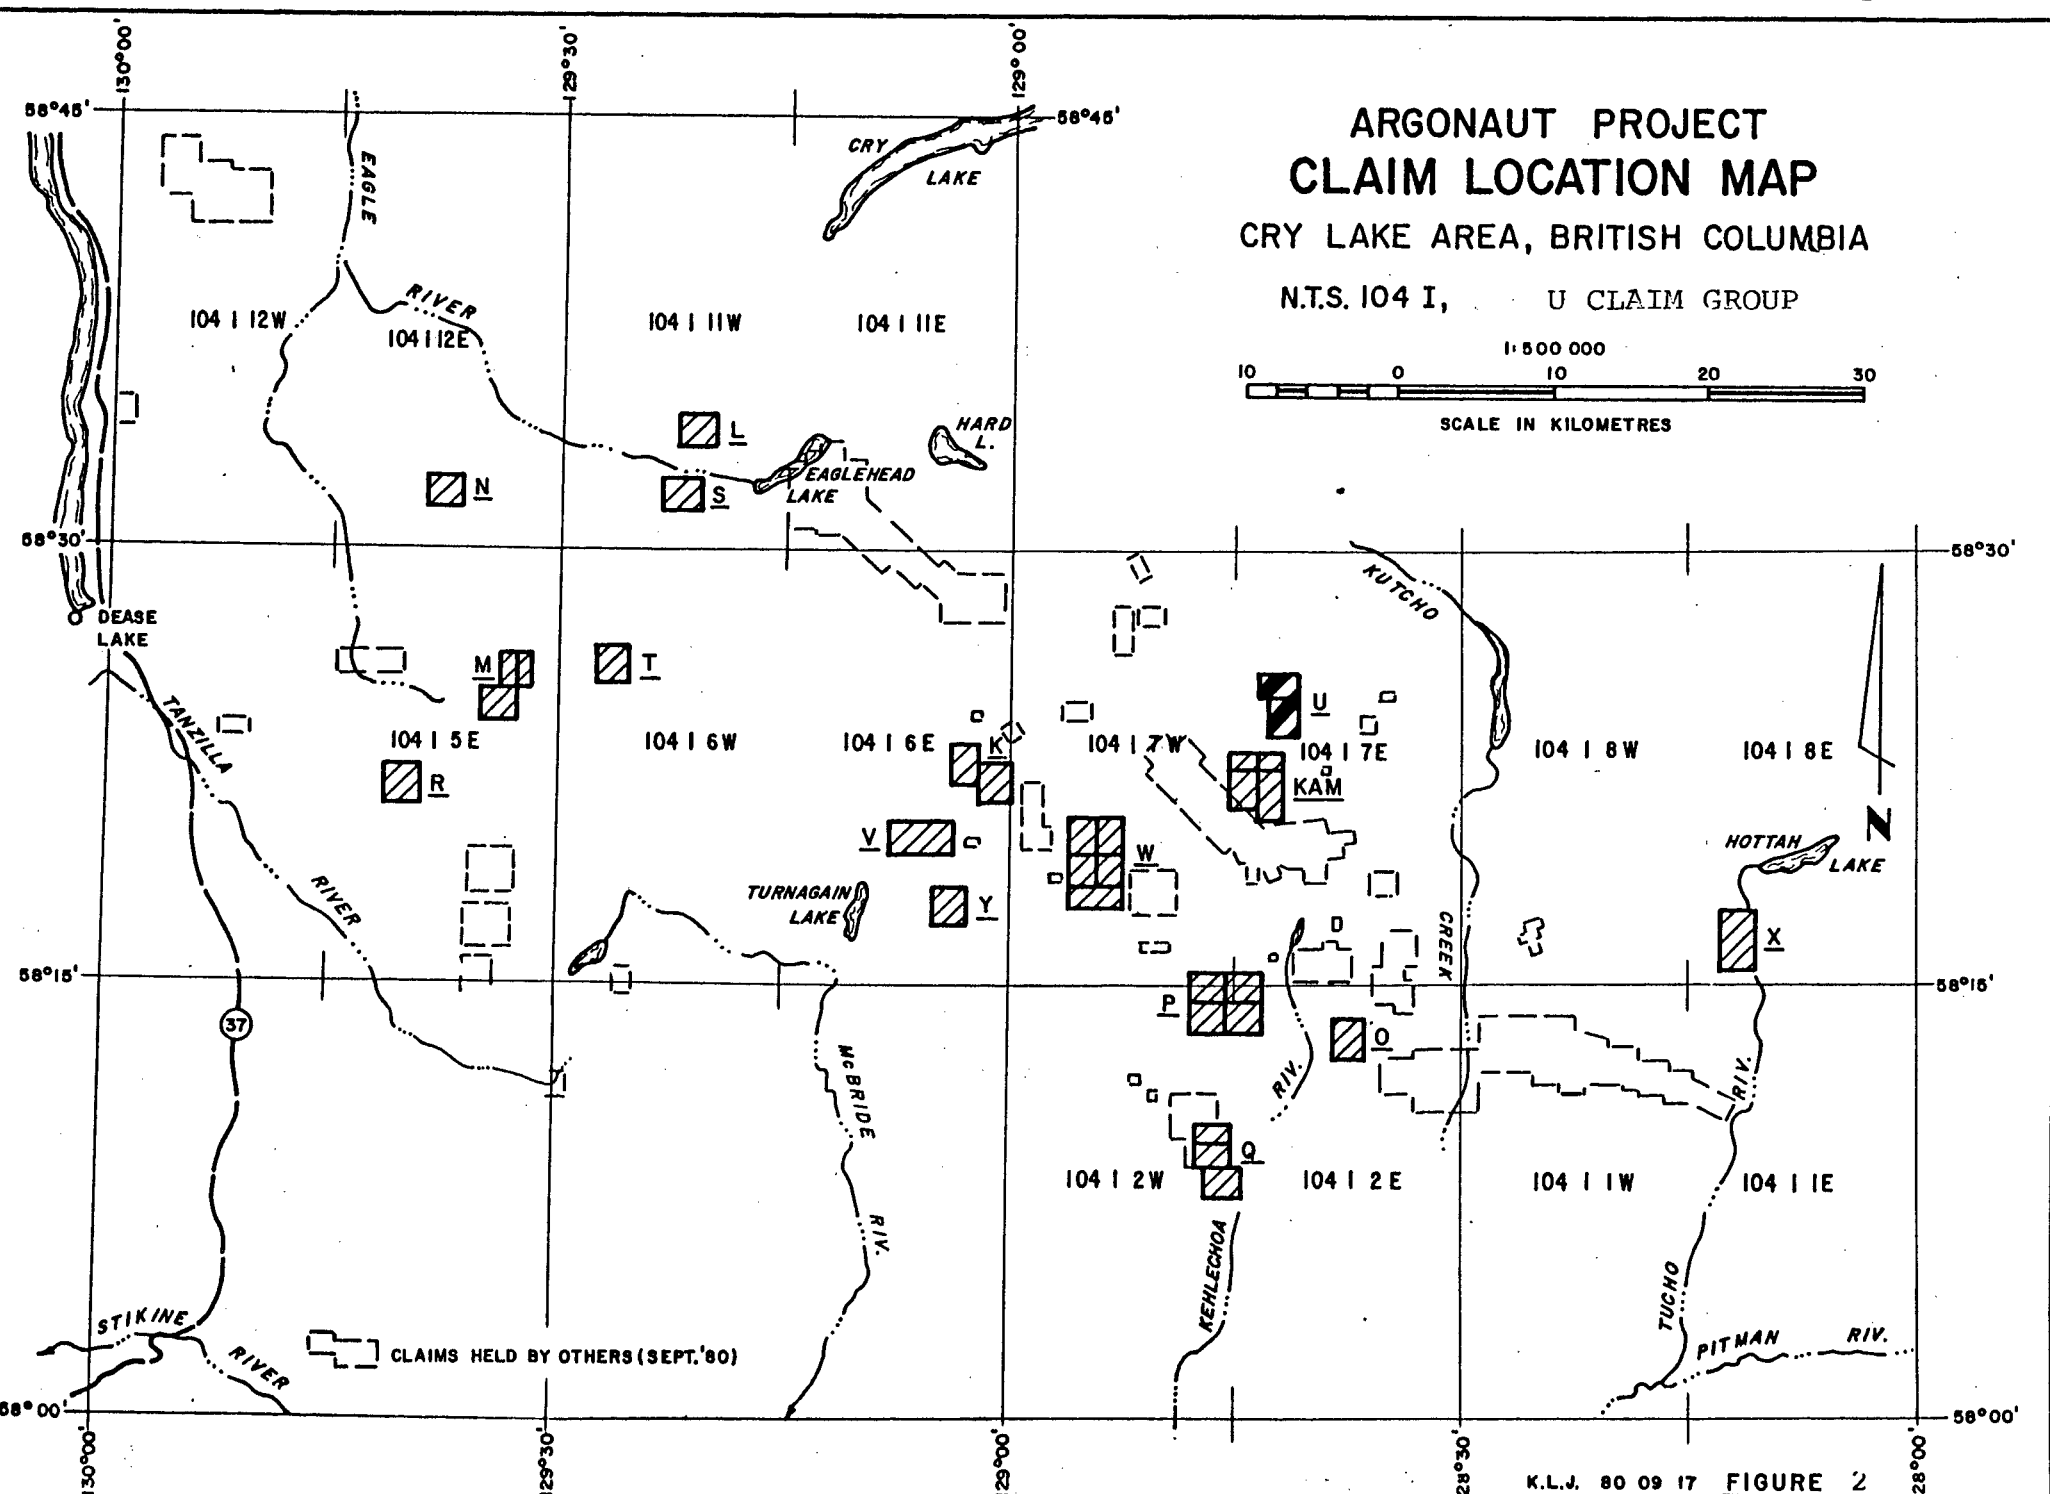 130°00'
129°30'
129°00'
58°45'
58°45'
ARGONAUT PROJECT
CLAIM LOCATION MAP
CRY LAKE AREA, BRITISH COLUMBIA
N.T.S. 104 I, U CLAIM GROUP
1:500 000
10 0 10 20 30
SCALE IN KILOMETRES
CRY
LAKE
EAGLE
RIVER
104 I 12W
104 I 12E
104 I 11W
104 I 11E
L
HARD
L.
N
S
EAGLEHEAD
LAKE
58°30'
58°30'
KUTCHO
DEASE
LAKE
M
T
U
TANZILLA
104 I 5E
104 I 6W
104 I 6E
K
104 I 7W
104 I 7E
104 I 8W
104 I 8E
R
KAM
N
V
W
HOTTAH
LAKE
RIVER
TURNAGAIN
LAKE
Y
D
CREEK
X
58°15'
58°15'
P
37
O
McBRIDE
RIV.
RIV.
Q
104 I 2W
104 I 2E
104 I 1W
104 I 1E
RIV.
KEHLECHOA
TUCHO
STIKINE
RIVER
CLAIMS HELD BY OTHERS (SEPT.'80)
PITMAN RIV.
58°00'
58°00'
130°00'
129°30'
129°00'
128°30'
128°00'
K.L.J. 80 09 17 FIGURE 2